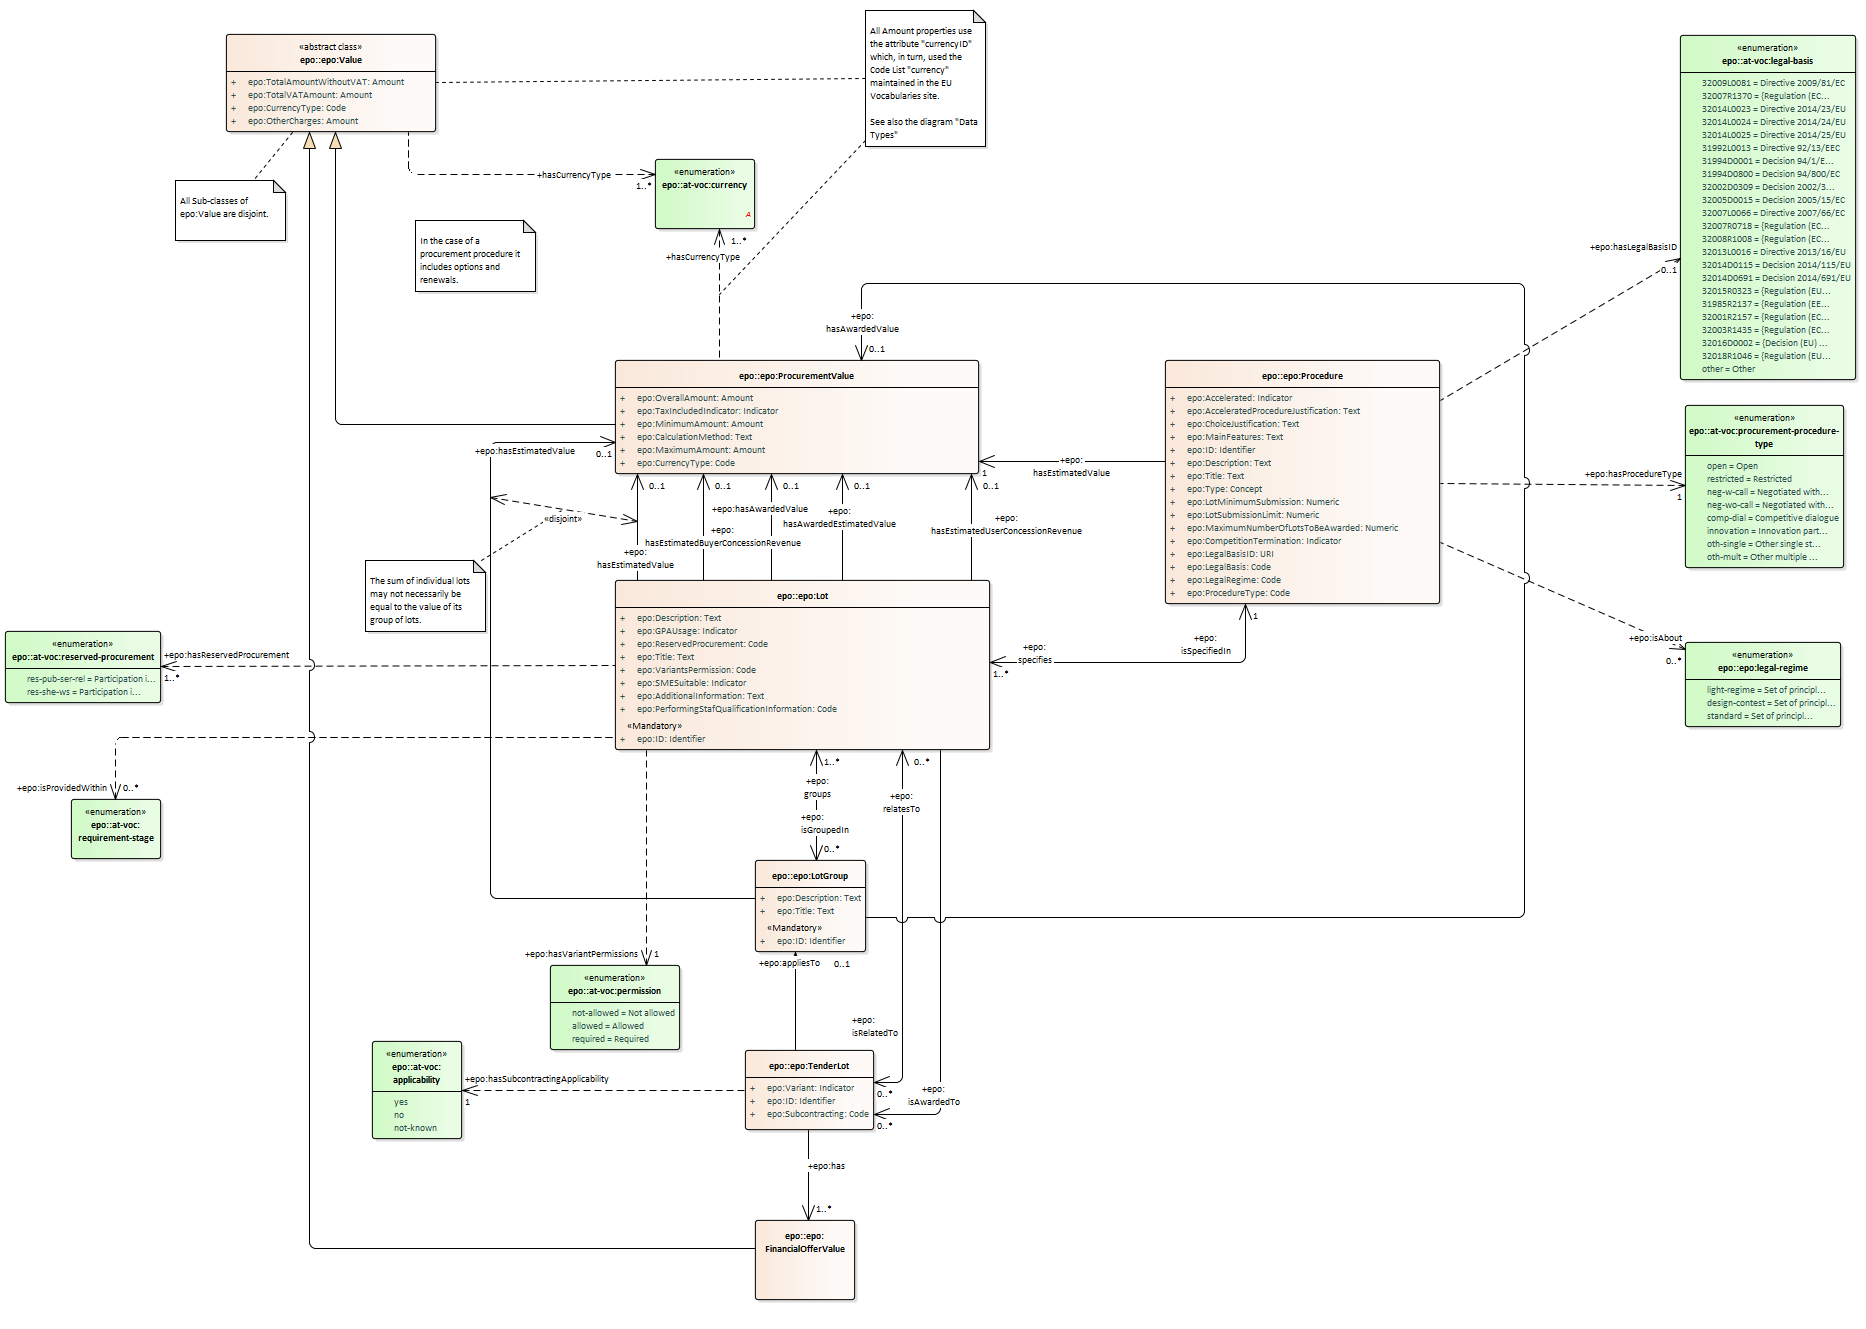 «abstract class»
epo::epo:Value
+ epo:TotalAmountWithoutVAT: Amount
+ epo:TotalVATAmount: Amount
+ epo:CurrencyType: Code
+ epo:OtherCharges: Amount
All Amount properties use
the attribute "currencyID"
which, in turn, used the
Code List "currency"
maintained in the EU
Vocabularies site.
See also the diagram "Data
Types"
All Sub-classes of
epo:Value are disjoint.
+hasCurrencyType
1..*
«enumeration»
epo::at-voc:currency
A
In the case of a
procurement procedure it
includes options and
renewals.
1..*
+hasCurrencyType
«enumeration»
epo::at-voc:legal-basis
32009L0081 = Directive 2009/81/EC
32007R1370 = {Regulation (EC...
32014L0023 = Directive 2014/23/EU
32014L0024 = Directive 2014/24/EU
32014L0025 = Directive 2014/25/EU
31992L0013 = Directive 92/13/EEC
31994D0001 = Decision 94/1/E...
31994D0800 = Decision 94/800/EC
32002D0309 = Decision 2002/3...
32005D0015 = Decision 2005/15/EC
32007L0066 = Directive 2007/66/EC
32007R0718 = {Regulation (EC...
32008R1008 = {Regulation (EC...
32013L0016 = Directive 2013/16/EU
32014D0115 = Decision 2014/115/EU
32014D0691 = Decision 2014/691/EU
32015R0323 = {Regulation (EU...
31985R2137 = {Regulation (EE...
32001R2157 = {Regulation (EC...
32003R1435 = {Regulation (EC...
32016D0002 = {Decision (EU) ...
32018R1046 = {Regulation (EU...
other = Other
+epo:hasLegalBasisID
0..1
+epo:
hasAwardedValue
0..1
epo::epo:ProcurementValue
+ epo:OverallAmount: Amount
+ epo:TaxIncludedIndicator: Indicator
+ epo:MinimumAmount: Amount
+ epo:CalculationMethod: Text
+ epo:MaximumAmount: Amount
+ epo:CurrencyType: Code
epo::epo:Procedure
+ epo:Accelerated: Indicator
+ epo:AcceleratedProcedureJustification: Text
+ epo:ChoiceJustification: Text
+ epo:MainFeatures: Text
+ epo:ID: Identifier
+ epo:Description: Text
+ epo:Title: Text
+ epo:Type: Concept
+ epo:LotMinimumSubmission: Numeric
+ epo:LotSubmissionLimit: Numeric
+ epo:MaximumNumberOfLotsToBeAwarded: Numeric
+ epo:CompetitionTermination: Indicator
+ epo:LegalBasisID: URI
+ epo:LegalBasis: Code
+ epo:LegalRegime: Code
+ epo:ProcedureType: Code
«enumeration»
epo::at-voc:procurement-procedure-
type
open = Open
restricted = Restricted
neg-w-call = Negotiated with...
neg-wo-call = Negotiated with...
comp-dial = Competitive dialogue
innovation = Innovation part...
oth-single = Other single st...
oth-mult = Other multiple ...
+epo:hasProcedureType
1
+epo:hasEstimatedValue
0..1
+epo:
hasEstimatedValue
1
0..1
0..1
0..1
0..1
0..1
+epo:hasAwardedValue
+epo:
hasAwardedEstimatedValue
+epo:
hasEstimatedUserConcessionRevenue
+epo:
hasEstimatedBuyerConcessionRevenue
+epo:
hasEstimatedValue
«disjoint»
The sum of individual lots
may not necessarily be
equal to the value of its
group of lots.
epo::epo:Lot
+ epo:Description: Text
+ epo:GPAUsage: Indicator
+ epo:ReservedProcurement: Code
+ epo:Title: Text
+ epo:VariantsPermission: Code
+ epo:SMESuitable: Indicator
+ epo:AdditionalInformation: Text
+ epo:PerformingStafQualificationInformation: Code
«Mandatory»
+ epo:ID: Identifier
1
+epo:
isSpecifiedIn
+epo:
specifies
1..*
+epo:isAbout
0..*
«enumeration»
epo::epo:legal-regime
light-regime = Set of principl...
design-contest = Set of principl...
standard = Set of principl...
«enumeration»
epo::at-voc:reserved-procurement
res-pub-ser-rel = Participation i...
res-she-ws = Participation i...
+epo:hasReservedProcurement
1..*
+epo:isProvidedWithin
0..*
«enumeration»
epo::at-voc:
requirement-stage
1..*
+epo:
groups
+epo:
isGroupedIn
0..*
0..*
+epo:
relatesTo
epo::epo:LotGroup
+ epo:Description: Text
+ epo:Title: Text
«Mandatory»
+ epo:ID: Identifier
+epo:appliesTo
0..1
+epo:hasVariantPermissions
1
«enumeration»
epo::at-voc:permission
not-allowed = Not allowed
allowed = Allowed
required = Required
+epo:
isRelatedTo
0..*
+epo:
isAwardedTo
0..*
«enumeration»
epo::at-voc:
applicability
yes
no
not-known
+epo:hasSubcontractingApplicability
1
epo::epo:TenderLot
+ epo:Variant: Indicator
+ epo:ID: Identifier
+ epo:Subcontracting: Code
+epo:has
1..*
epo::epo:
FinancialOfferValue